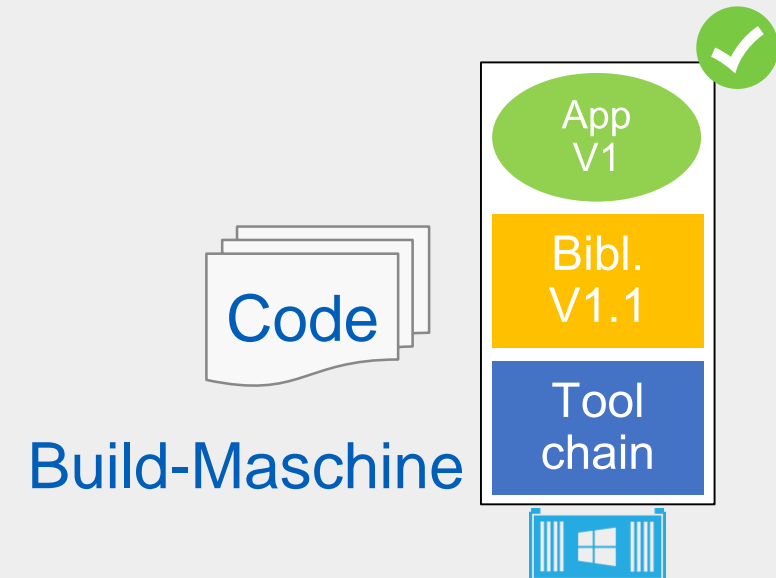 App
V1
Bibl.
V1.1
Code
Tool
chain
Build-Maschine